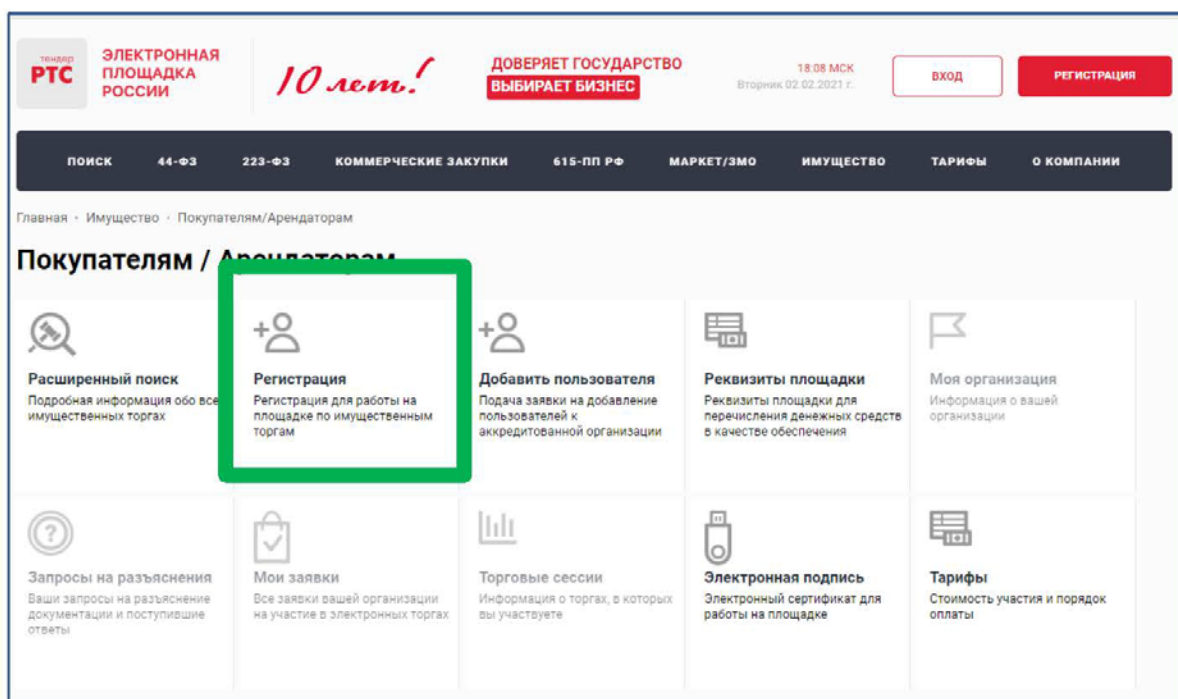 тендер
РТС
ЭЛЕКТРОННАЯ
ПЛОЩАДКА
РОССИИ
10 лет!
ДОВЕРЯЕТ ГОСУДАРСТВО
ВЫБИРАЕТ БИЗНЕС
18:08 МСК
Вторник 02.02.2021 г.
ВХОД
РЕГИСТРАЦИЯ
ПОИСК 44-ФЗ 223-ФЗ КОММЕРЧЕСКИЕ ЗАКУПКИ 615-ПП РФ МАРКЕТ/ЗМО ИМУЩЕСТВО ТАРИФЫ О КОМПАНИИ
Главная · Имущество · Покупателям/Арендаторам
Покупателям / Арендаторам
Расширенный поиск
Подробная информация обо все
имущественных торгах
Регистрация
Регистрация для работы на
площадке по имущественным
торгам
Добавить пользователя
Подача заявки на добавление
пользователей к
аккредитованной организации
Реквизиты площадки
Реквизиты площадки для
перечисления денежных средств
в качестве обеспечения
Моя организация
Информация о вашей
организации
Запросы на разъяснения
Ваши запросы на разъяснение
документации и поступившие
ответы
Мои заявки
Все заявки вашей организации
на участие в электронных торгах
Торговые сессии
Информация о торгах, в которых
вы участвуете
Электронная подпись
Электронный сертификат для
работы на площадке
Тарифы
Стоимость участия и порядок
оплаты